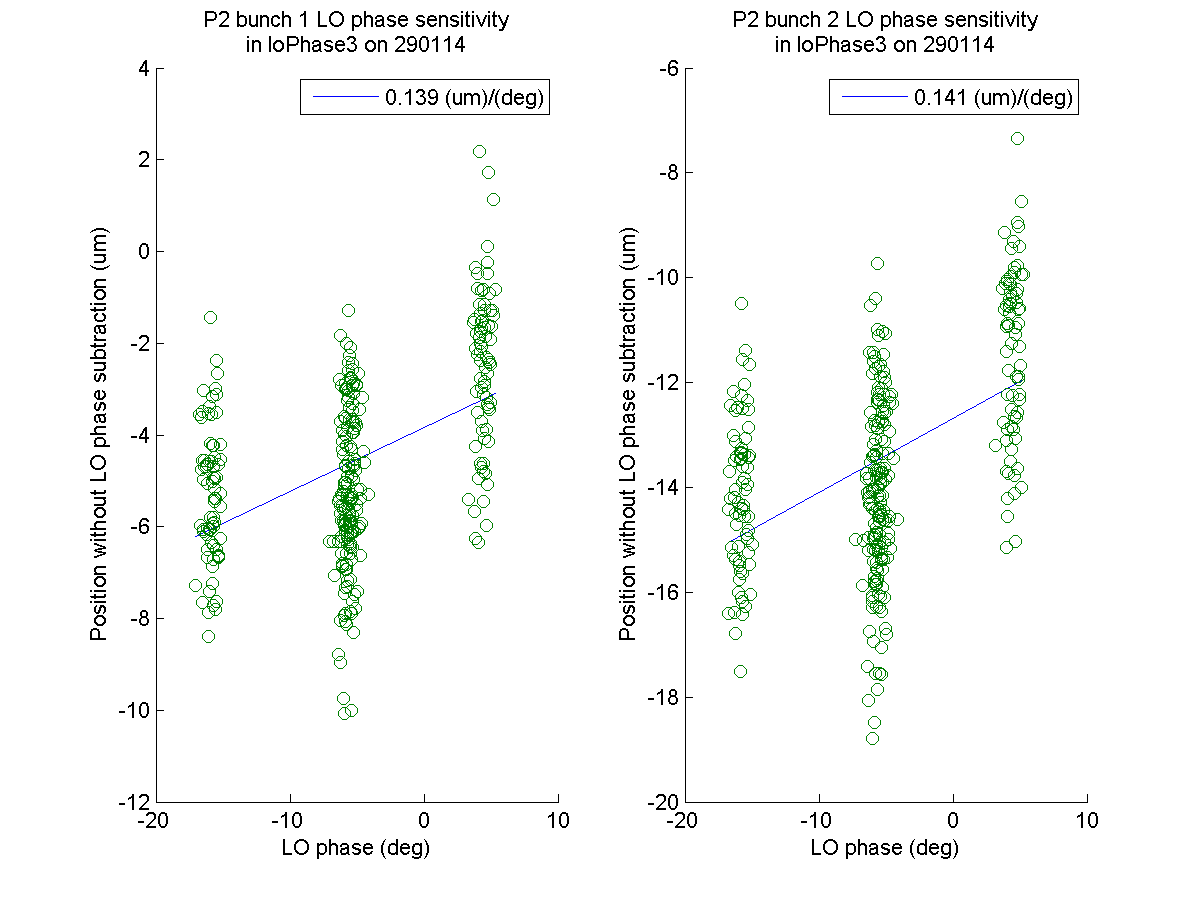 P2 bunch 1 LO phase sensitivity
in loPhase3 on 290114
0.139 (um)/(deg)
4
2
0
-2
-4
-6
-8
-10
-12
-20
-10
0
10
Position without LO phase subtraction (um)
LO phase (deg)
P2 bunch 2 LO phase sensitivity
in loPhase3 on 290114
0.141 (um)/(deg)
-6
-8
-10
-12
-14
-16
-18
-20
-20
-10
0
10
Position without LO phase subtraction (um)
LO phase (deg)